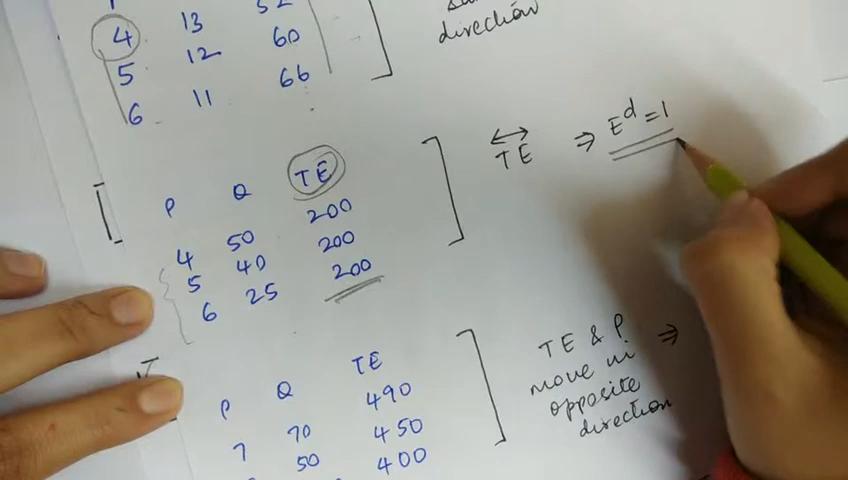 4 13 52
5 12 60
6 11 66
direction
P Q TE
4 50 200
5 40 200
6 25 200
TE ⇒ E^d = 1
P Q TE
7 70 490
50 450
400
TE & P ⇒
move in
opposite
direction